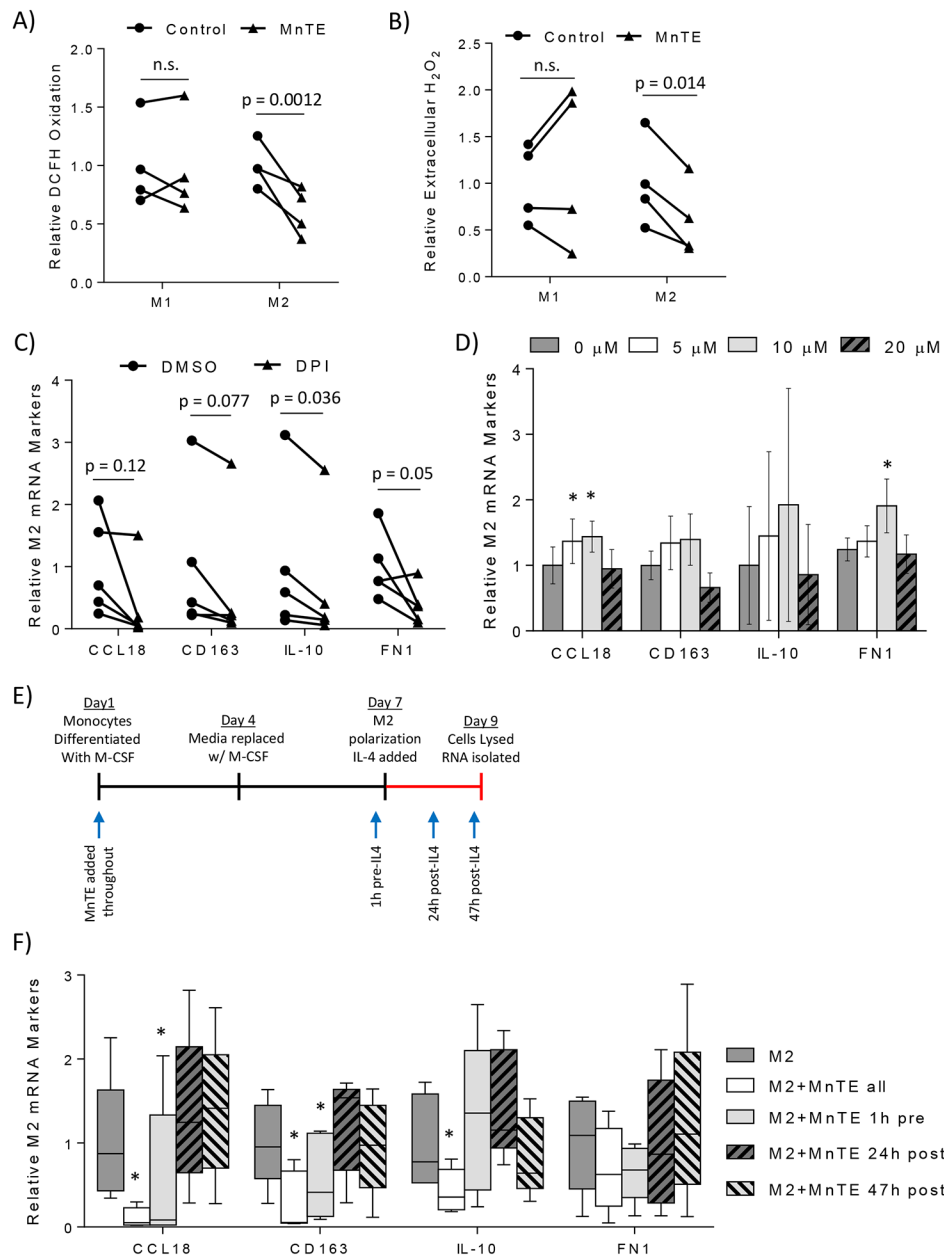 A)
Control MnTE
Relative DCFH Oxidation
2.0
1.5
1.0
0.5
0.0
n.s.
p = 0.0012
M1 M2
B)
Control MnTE
Relative Extracellular H2O2
2.5
2.0
1.5
1.0
0.5
0.0
n.s.
p = 0.014
M1 M2
C)
DMSO DPI
Relative M2 mRNA Markers
4
3
2
1
0
p = 0.12
p = 0.077
p = 0.036
p = 0.05
CCL18 CD163 IL-10 FN1
D)
0 µM 5 µM 10 µM 20 µM
Relative M2 mRNA Markers
4
3
2
1
0
* * *
CCL18 CD163 IL-10 FN1
E)
Day1
Monocytes
Differentiated
With M-CSF
Day 4
Media replaced
w/ M-CSF
Day 7
M2
polarization
IL-4 added
Day 9
Cells Lysed
RNA isolated
MnTE added
throughout
1h pre-IL4
24h post-IL4
47h post-IL4
F)
Relative M2 mRNA Markers
3
2
1
0
* * * * *
CCL18 CD163 IL-10 FN1
M2
M2+MnTE all
M2+MnTE 1h pre
M2+MnTE 24h post
M2+MnTE 47h post